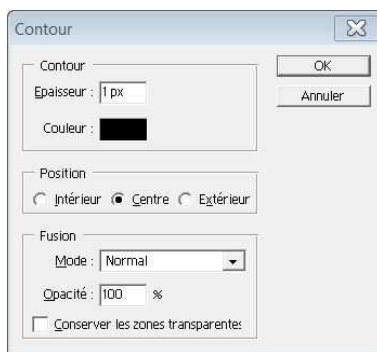 Contour
Contour
Epaisseur : 1 px
Couleur :
OK
Annuler
Position
Intérieur Centre Extérieur
Fusion
Mode : Normal
Opacité : 100 %
Conserver les zones transparentes